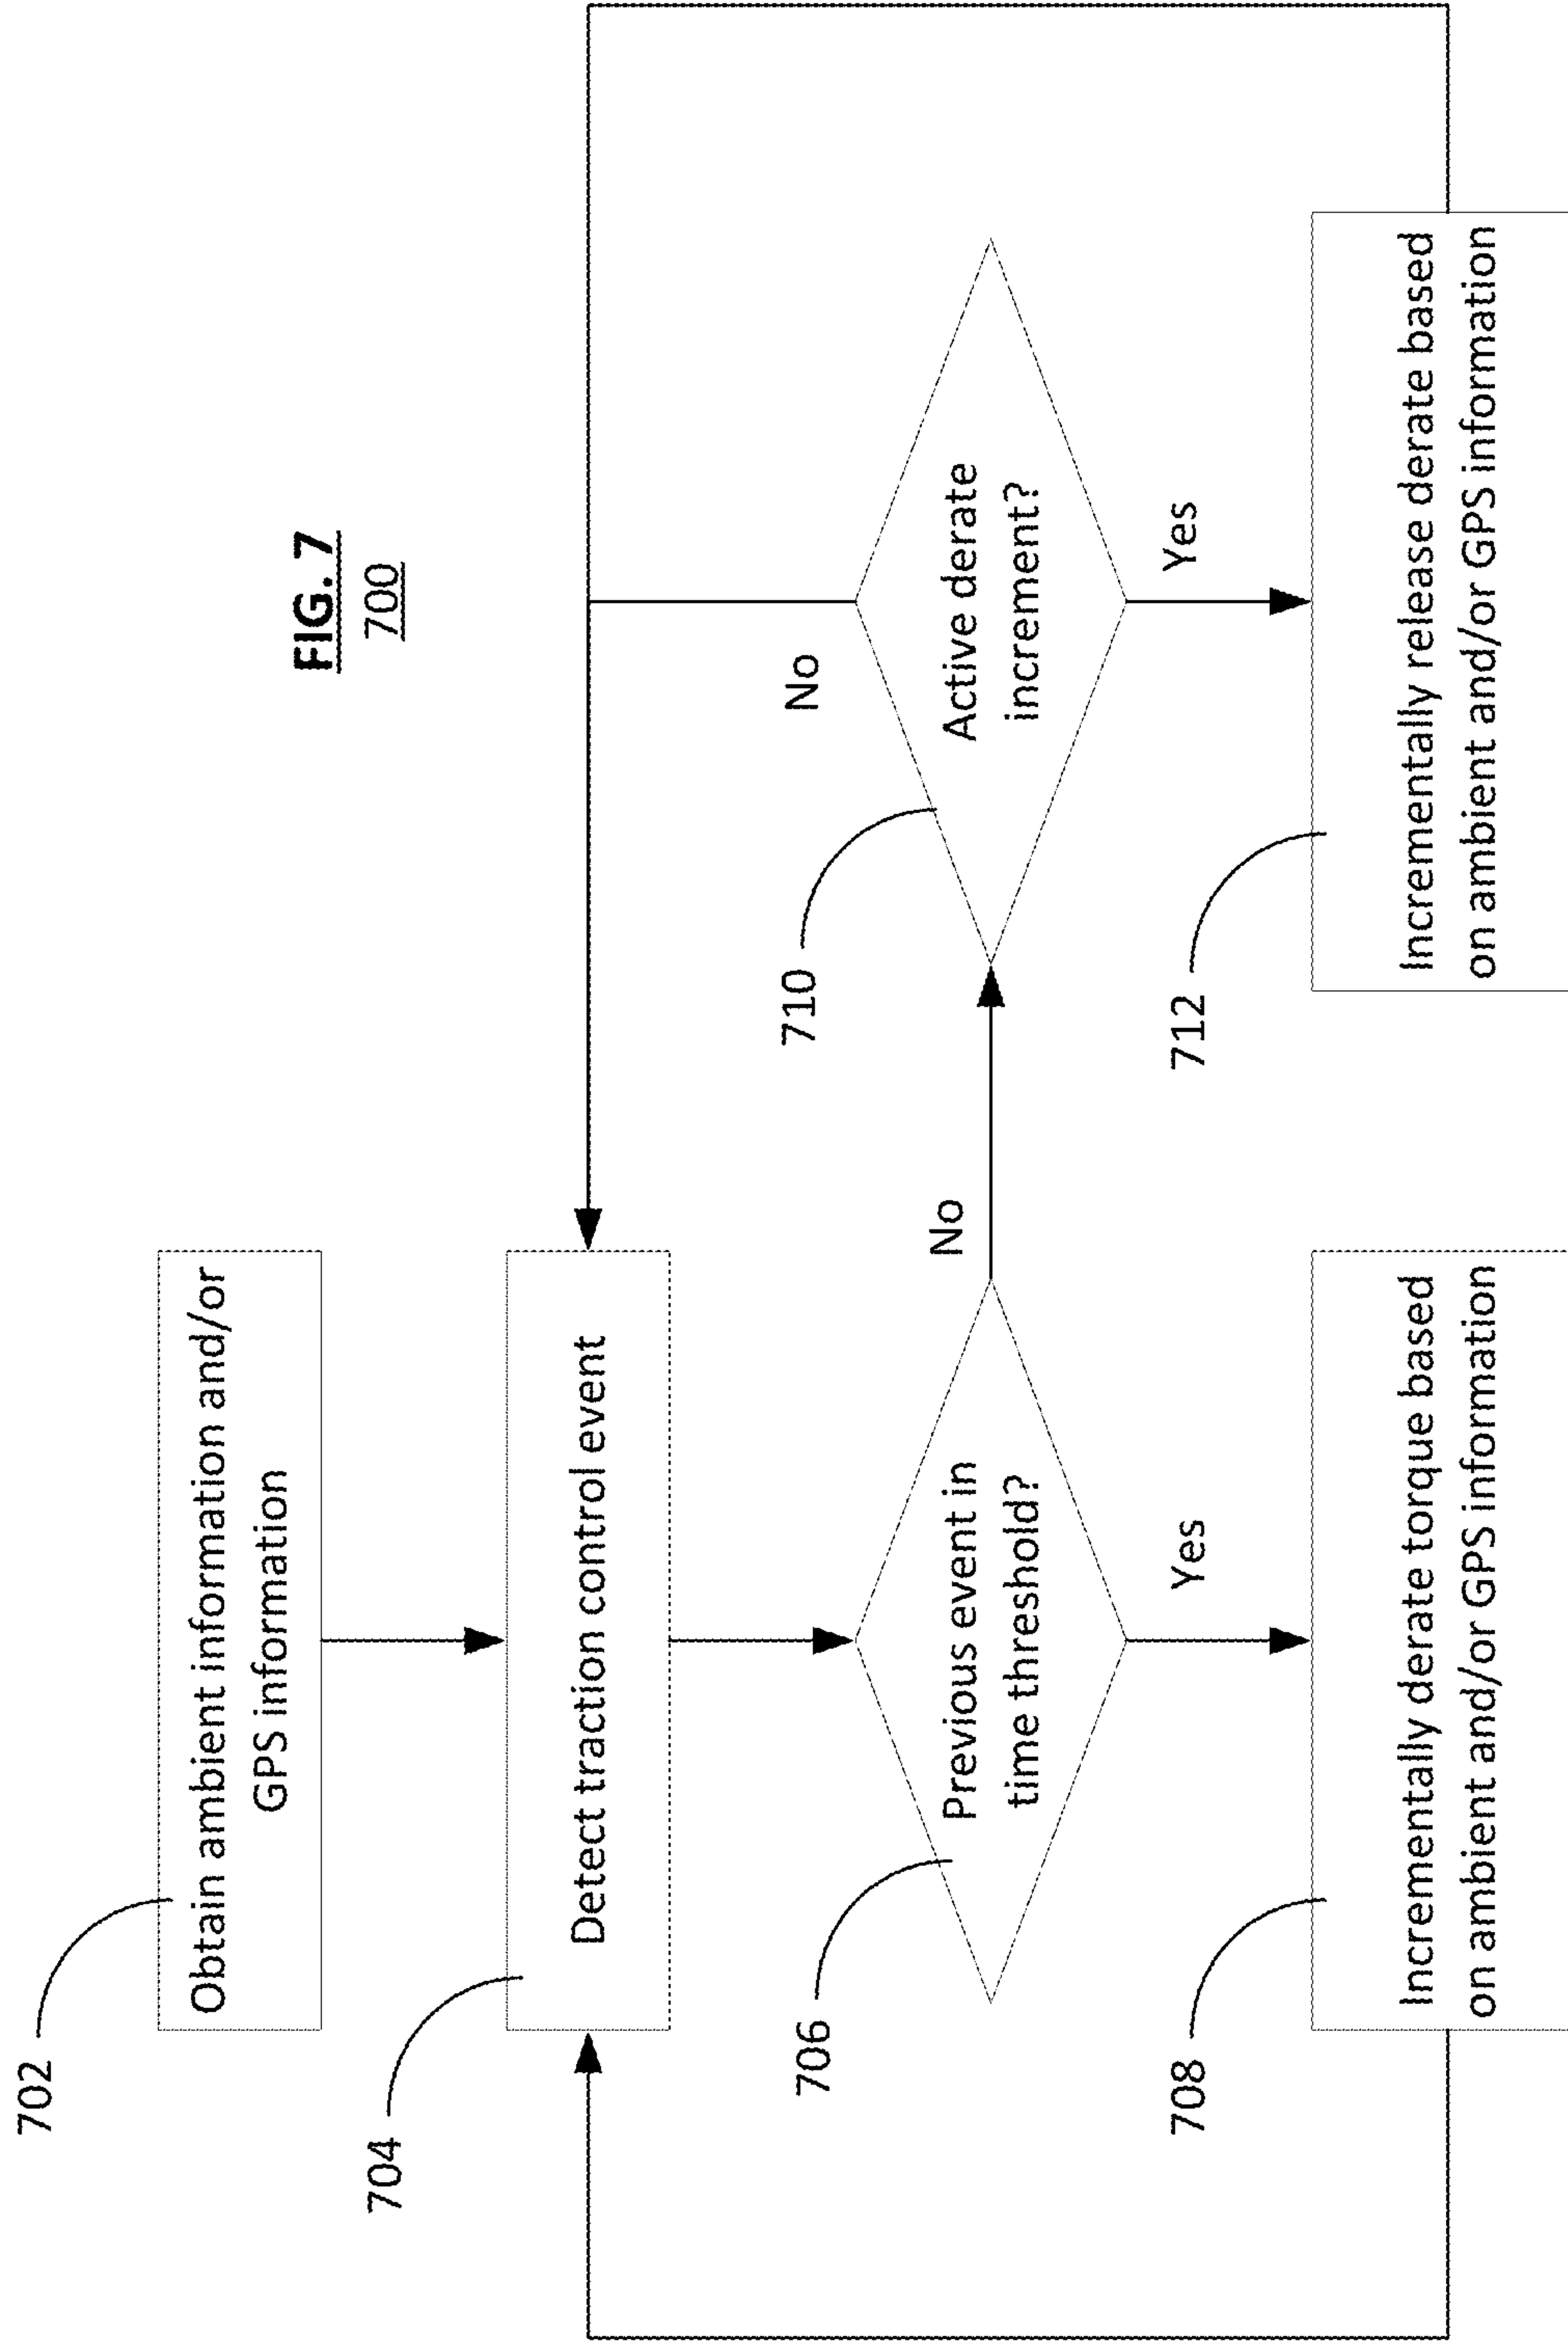 FIG. 7
700
702
Obtain ambient information and/or
GPS information
704
Detect traction control event
706
Previous event in
time threshold?
No
Yes
708
Incrementally derate torque based
on ambient and/or GPS information
710
Active derate
increment?
No
Yes
712
Incrementally release derate based
on ambient and/or GPS information